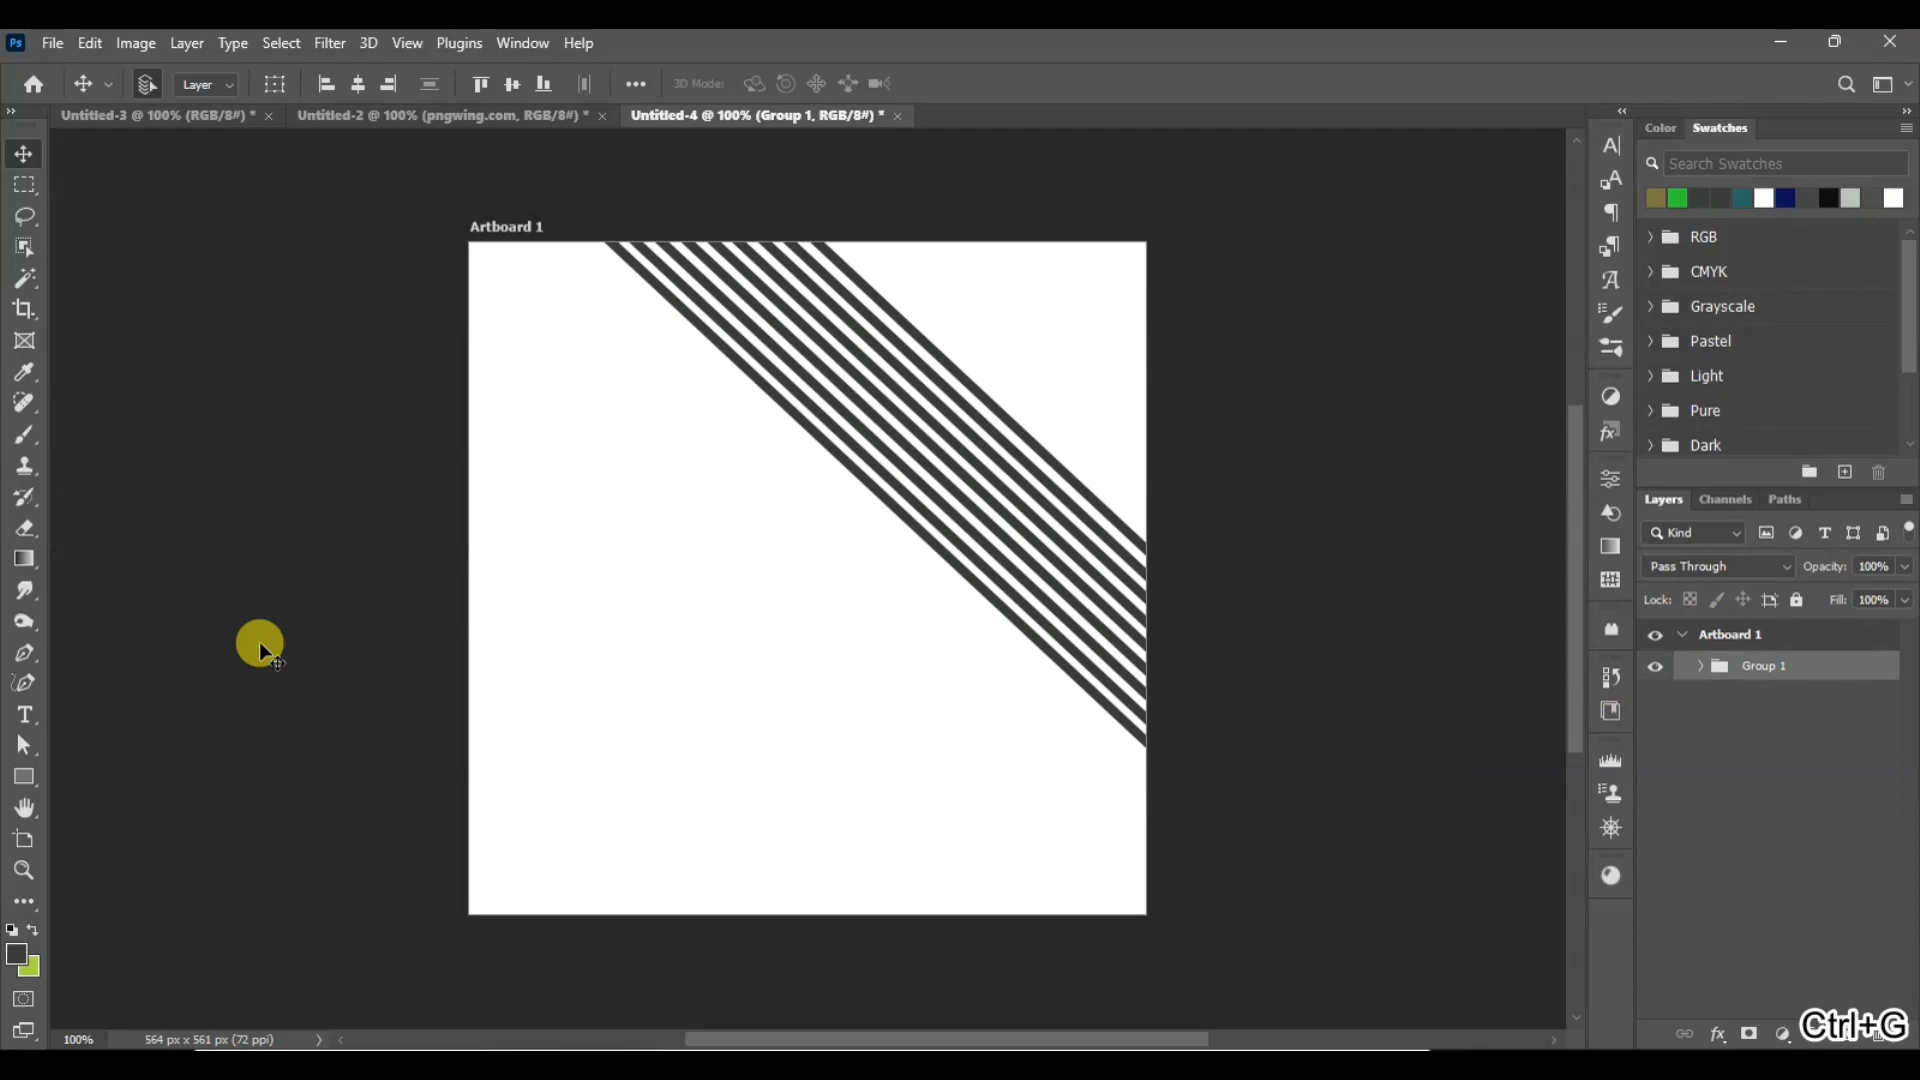 Ps File Edit Image Layer Type Select Filter 3D View Plugins Window Help
Layer 3D Mode:
Untitled-3 @ 100% (RGB/8#) * Untitled-2 @ 100% (pngwing.com, RGB/8#) * Untitled-4 @ 100% (Group 1, RGB/8#) *
Color Swatches
Search Swatches
Artboard 1
RGB
CMYK
Grayscale
Pastel
Light
Pure
Dark
Layers Channels Paths
Kind
Pass Through Opacity: 100%
Lock: Fill: 100%
Artboard 1
Group 1
100% 564 px x 561 px (72 ppi)
Ctrl+G